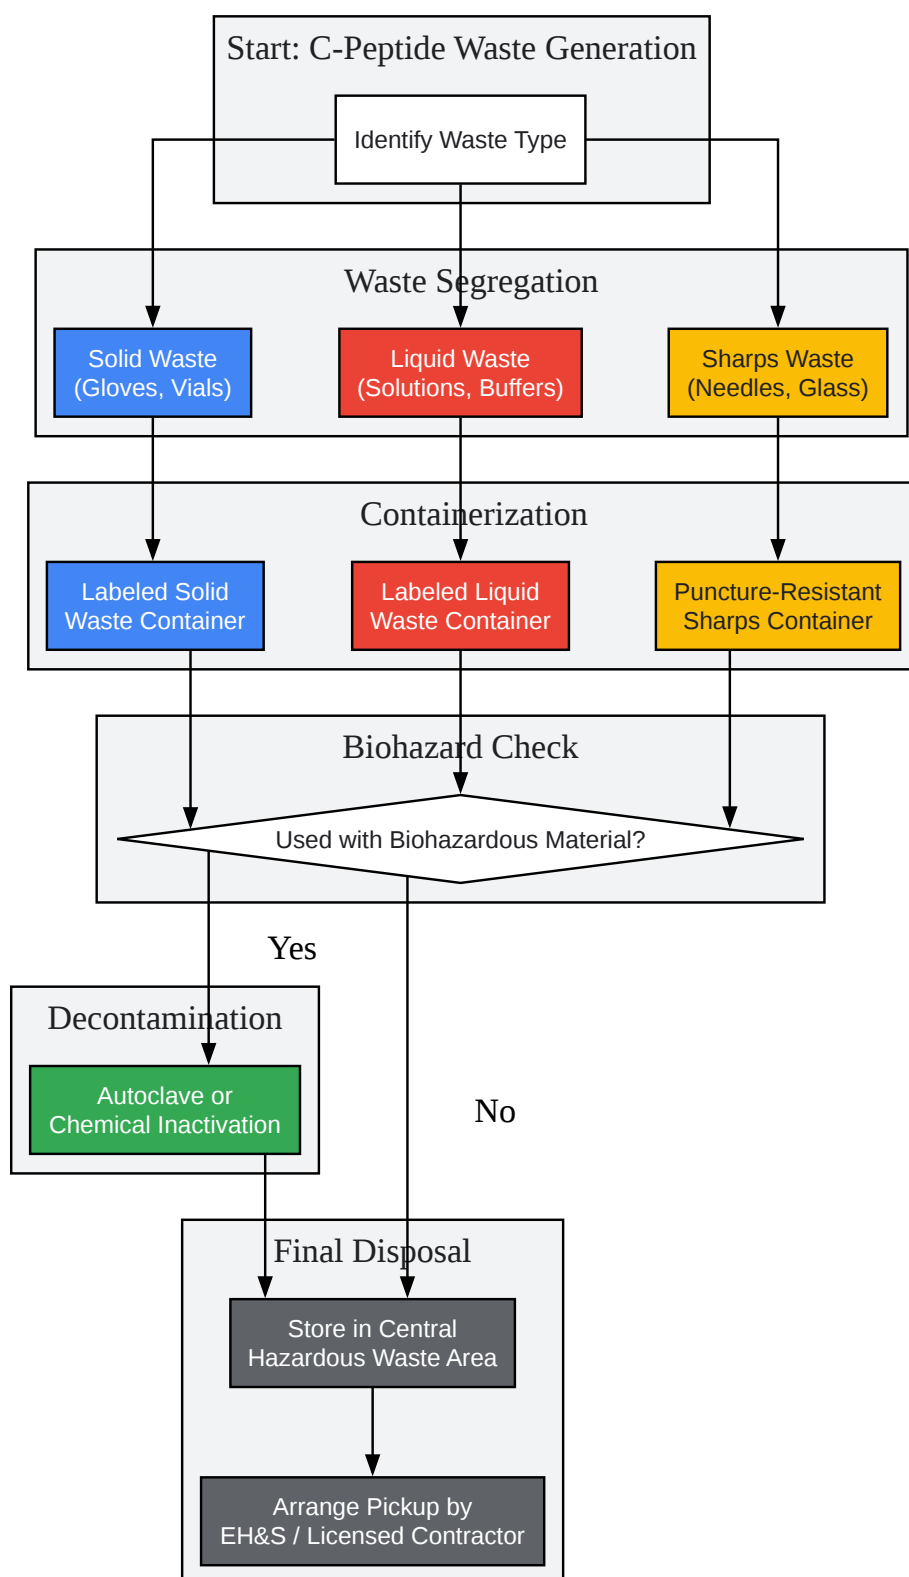 Start: C-Peptide Waste Generation
Identify Waste Type
Waste Segregation
Solid Waste
(Gloves, Vials)
Liquid Waste
(Solutions, Buffers)
Sharps Waste
(Needles, Glass)
Containerization
Labeled Solid
Waste Container
Labeled Liquid
Waste Container
Puncture-Resistant
Sharps Container
Biohazard Check
Used with Biohazardous Material?
Yes
Decontamination
Autoclave or
Chemical Inactivation
No
Final Disposal
Store in Central
Hazardous Waste Area
Arrange Pickup by
EH&S / Licensed Contractor